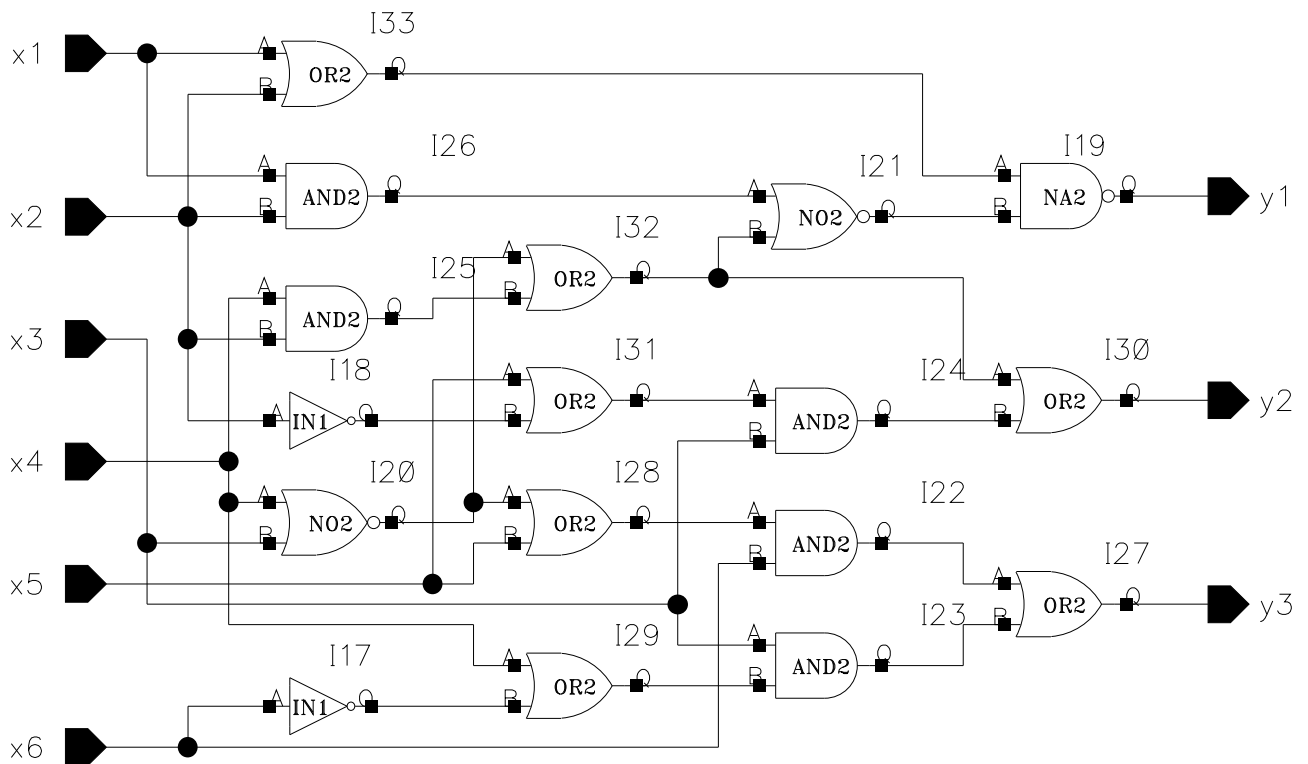 I33
x1
A
Q
OR2
B
I26
I19
A
Q
I21
A
AND2
A
Q
NA2
x2
B
I32
NO2
Q
B
y1
A
B
I25
A
Q
OR2
Q
AND2
B
x3
B
I18
I31
I24
I30
A
A
A
Q
IN1
B
OR2
Q
A
AND2
Q
B
OR2
Q
y2
B
x4
I20
I28
I22
A
Q
A
NO2
OR2
Q
A
B
B
AND2
Q
I27
x5
B
A
Q
OR2
y3
I17
I29
I23
B
A
A
AND2
Q
A
Q
OR2
Q
B
IN1
B
x6